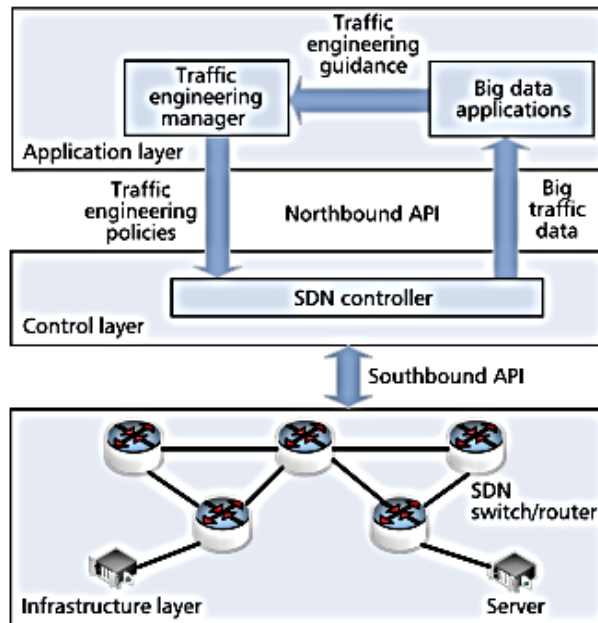 Traffic
engineering
guidance
Traffic
engineering
manager
Big data
applications
Application layer
Traffic
engineering
policies
Northbound API
Big
traffic
data
SDN controller
Control layer
Southbound API
SDN
switch/router
Infrastructure layer
Server